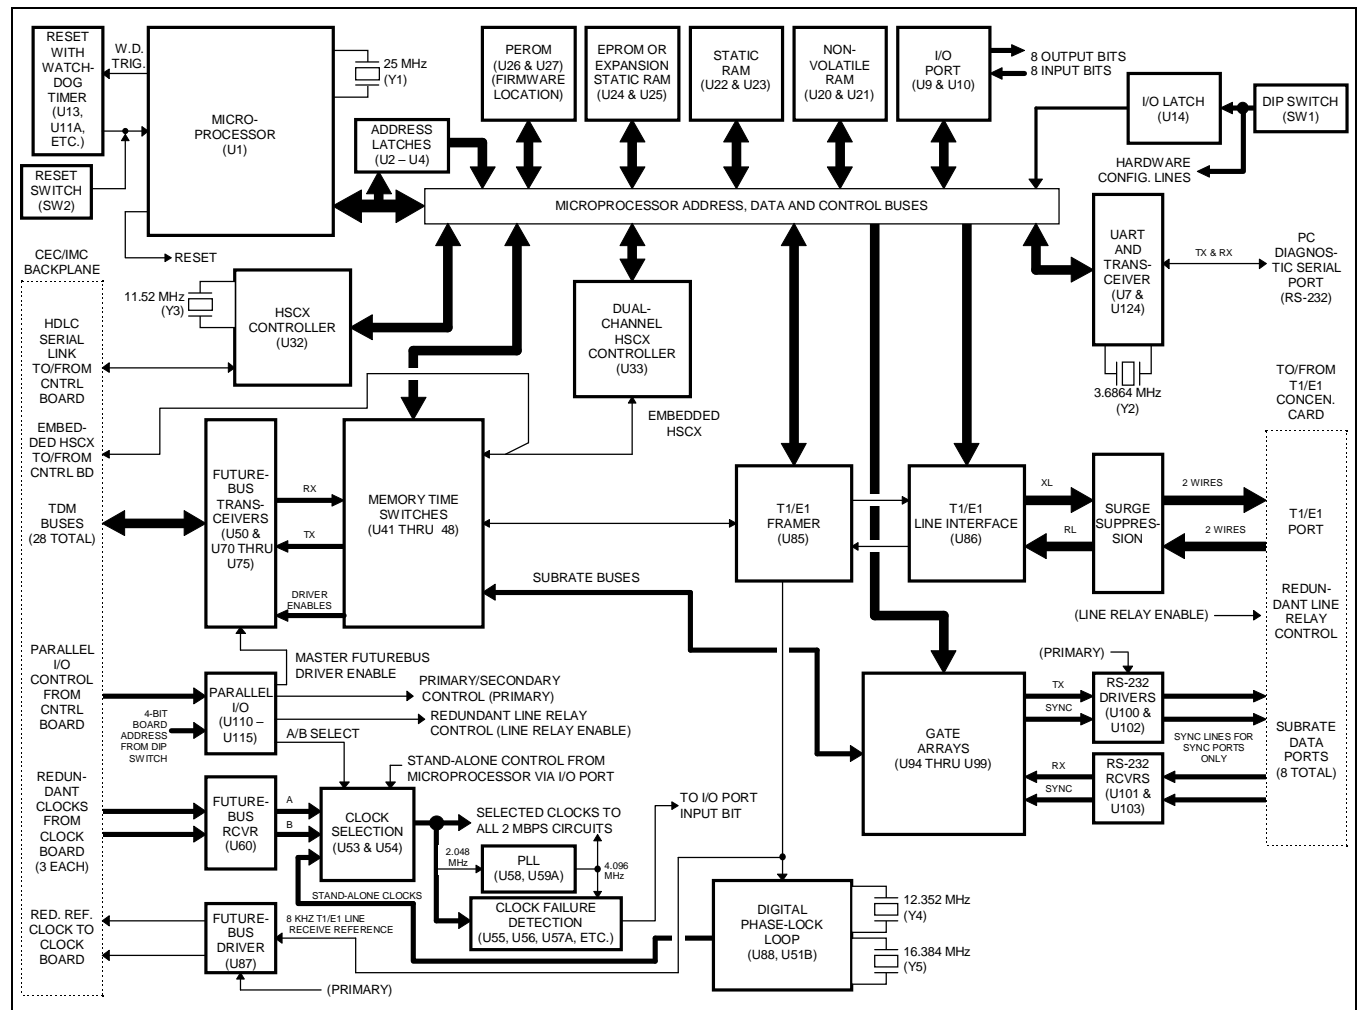 RESET
WITH
WATCH-
DOG
TIMER
(U13,
U11A,
ETC.)
W.D.
TRIG.
MICRO-
PROCESSOR
(U1)
25 MHz
(Y1)
PEROM
(U26 & U27)
(FIRMWARE
LOCATION)
EPROM OR
EXPANSION
STATIC RAM
(U24 & U25)
STATIC
RAM
(U22 & U23)
NON-
VOLATILE
RAM
(U20 & U21)
I/O
PORT
(U9 & U10)
8 OUTPUT BITS
8 INPUT BITS
I/O LATCH
(U14)
DIP SWITCH
(SW1)
HARDWARE
CONFIG. LINES
ADDRESS
LATCHES
(U2 – U4)
RESET
SWITCH
(SW2)
RESET
MICROPROCESSOR ADDRESS, DATA AND CONTROL BUSES
UART
AND
TRANS-
CEIVER
(U7 &
U124)
TX & RX
PC
DIAGNOS-
TIC SERIAL
PORT
(RS-232)
3.6864 MHz
(Y2)
CEC/IMC
BACKPLANE
11.52 MHz
(Y3)
HSCX
CONTROLLER
(U32)
DUAL-
CHANNEL
HSCX
CONTROLLER
(U33)
HDLC
SERIAL
LINK
TO/FROM
CNTRL
BOARD
EMBEDDED
HSCX
TO/FROM
T1/E1
CONCEN.
CARD
EMBED-
DED HSCX
TO/FROM
CNTRL BD
TDM
BUSES
(28 TOTAL)
FUTURE-
BUS
TRANS-
CEIVERS
(U50 &
U70 THRU
U75)
RX
TX
DRIVER
ENABLES
MEMORY TIME
SWITCHES
(U41 THRU 48)
T1/E1
FRAMER
(U85)
T1/E1
LINE INTERFACE
(U86)
XL
RL
SURGE
SUPPRES-
SION
2 WIRES
2 WIRES
T1/E1
PORT
SUBRATE BUSES
(LINE RELAY ENABLE)
REDUN-
DANT LINE
RELAY
CONTROL
PARALLEL
I/O
CONTROL
FROM
CNTRL
BOARD
MASTER FUTUREBUS
DRIVER ENABLE
PARALLEL
I/O
(U110 –
U115)
4-BIT
BOARD
ADDRESS
FROM DIP
SWITCH
PRIMARY/SECONDARY
CONTROL (PRIMARY)
REDUNDANT LINE RELAY
CONTROL (LINE RELAY ENABLE)
A/B SELECT
STAND-ALONE CONTROL FROM
MICROPROCESSOR VIA I/O PORT
GATE
ARRAYS
(U94 THRU U99)
(PRIMARY)
TX
SYNC
RS-232
DRIVERS
(U100 &
U102)
SYNC LINES FOR
SYNC PORTS
ONLY
RX
SYNC
RS-232
RCVRS
(U101 &
U103)
SUBRATE
DATA
PORTS
(8 TOTAL)
REDUN-
DANT
CLOCKS
FROM
CLOCK
BOARD
(3 EACH)
FUTURE-
BUS
RCVR
(U60)
A
B
CLOCK
SELECTION
(U53 & U54)
SELECTED CLOCKS TO
ALL 2 MBPS CIRCUITS
TO I/O PORT
INPUT BIT
2.048
MHz
PLL
(U58, U59A)
4.096
MHz
CLOCK FAILURE
DETECTION
(U55, U56, U57A, ETC.)
STAND-ALONE CLOCKS
RED. REF.
CLOCK TO
CLOCK
BOARD
FUTURE-
BUS
DRIVER
(U87)
8 KHZ T1/E1 LINE
RECEIVE REFERENCE
(PRIMARY)
DIGITAL
PHASE-LOCK
LOOP
(U88, U51B)
12.352 MHz
(Y4)
16.384 MHz
(Y5)